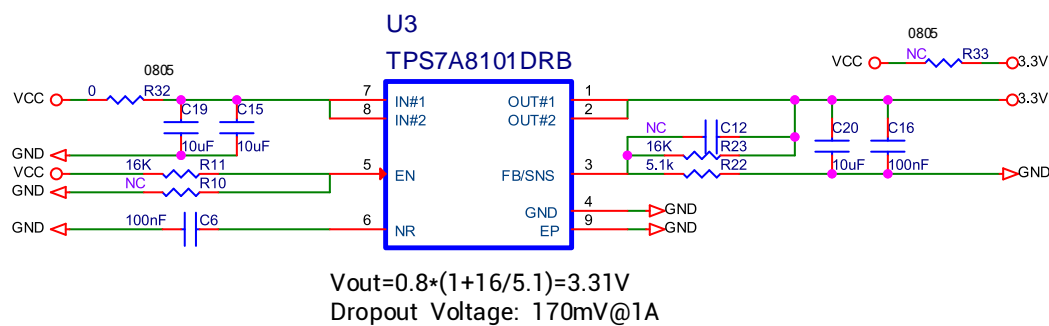 U3
TPS7A8101DRB
0805
0805
VCC 0 R32
VCC NC R33 3.3V
7 IN#1 OUT#1 1
3.3V
8 IN#2 OUT#2 2
C19 C15
10uF 10uF
GND
NC C12
C20 C16
10uF 100nF
16K R11
16K R23
VCC
5 EN FB/SNS 3
5.1k R22
GND
GND NC R10
GND 4 GND
GND 100nF C6 6 NR EP 9 GND
Vout=0.8*(1+16/5.1)=3.31V
Dropout Voltage: 170mV@1A